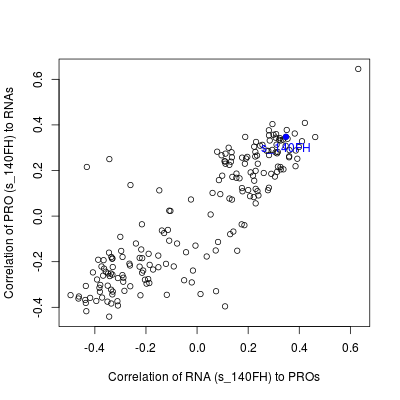 Correlation of PRO (s_140FH) to RNAs
0.6
0.4
0.2
0.0
-0.2
-0.4
s_140FH
-0.4 -0.2 0.0 0.2 0.4 0.6
Correlation of RNA (s_140FH) to PROs